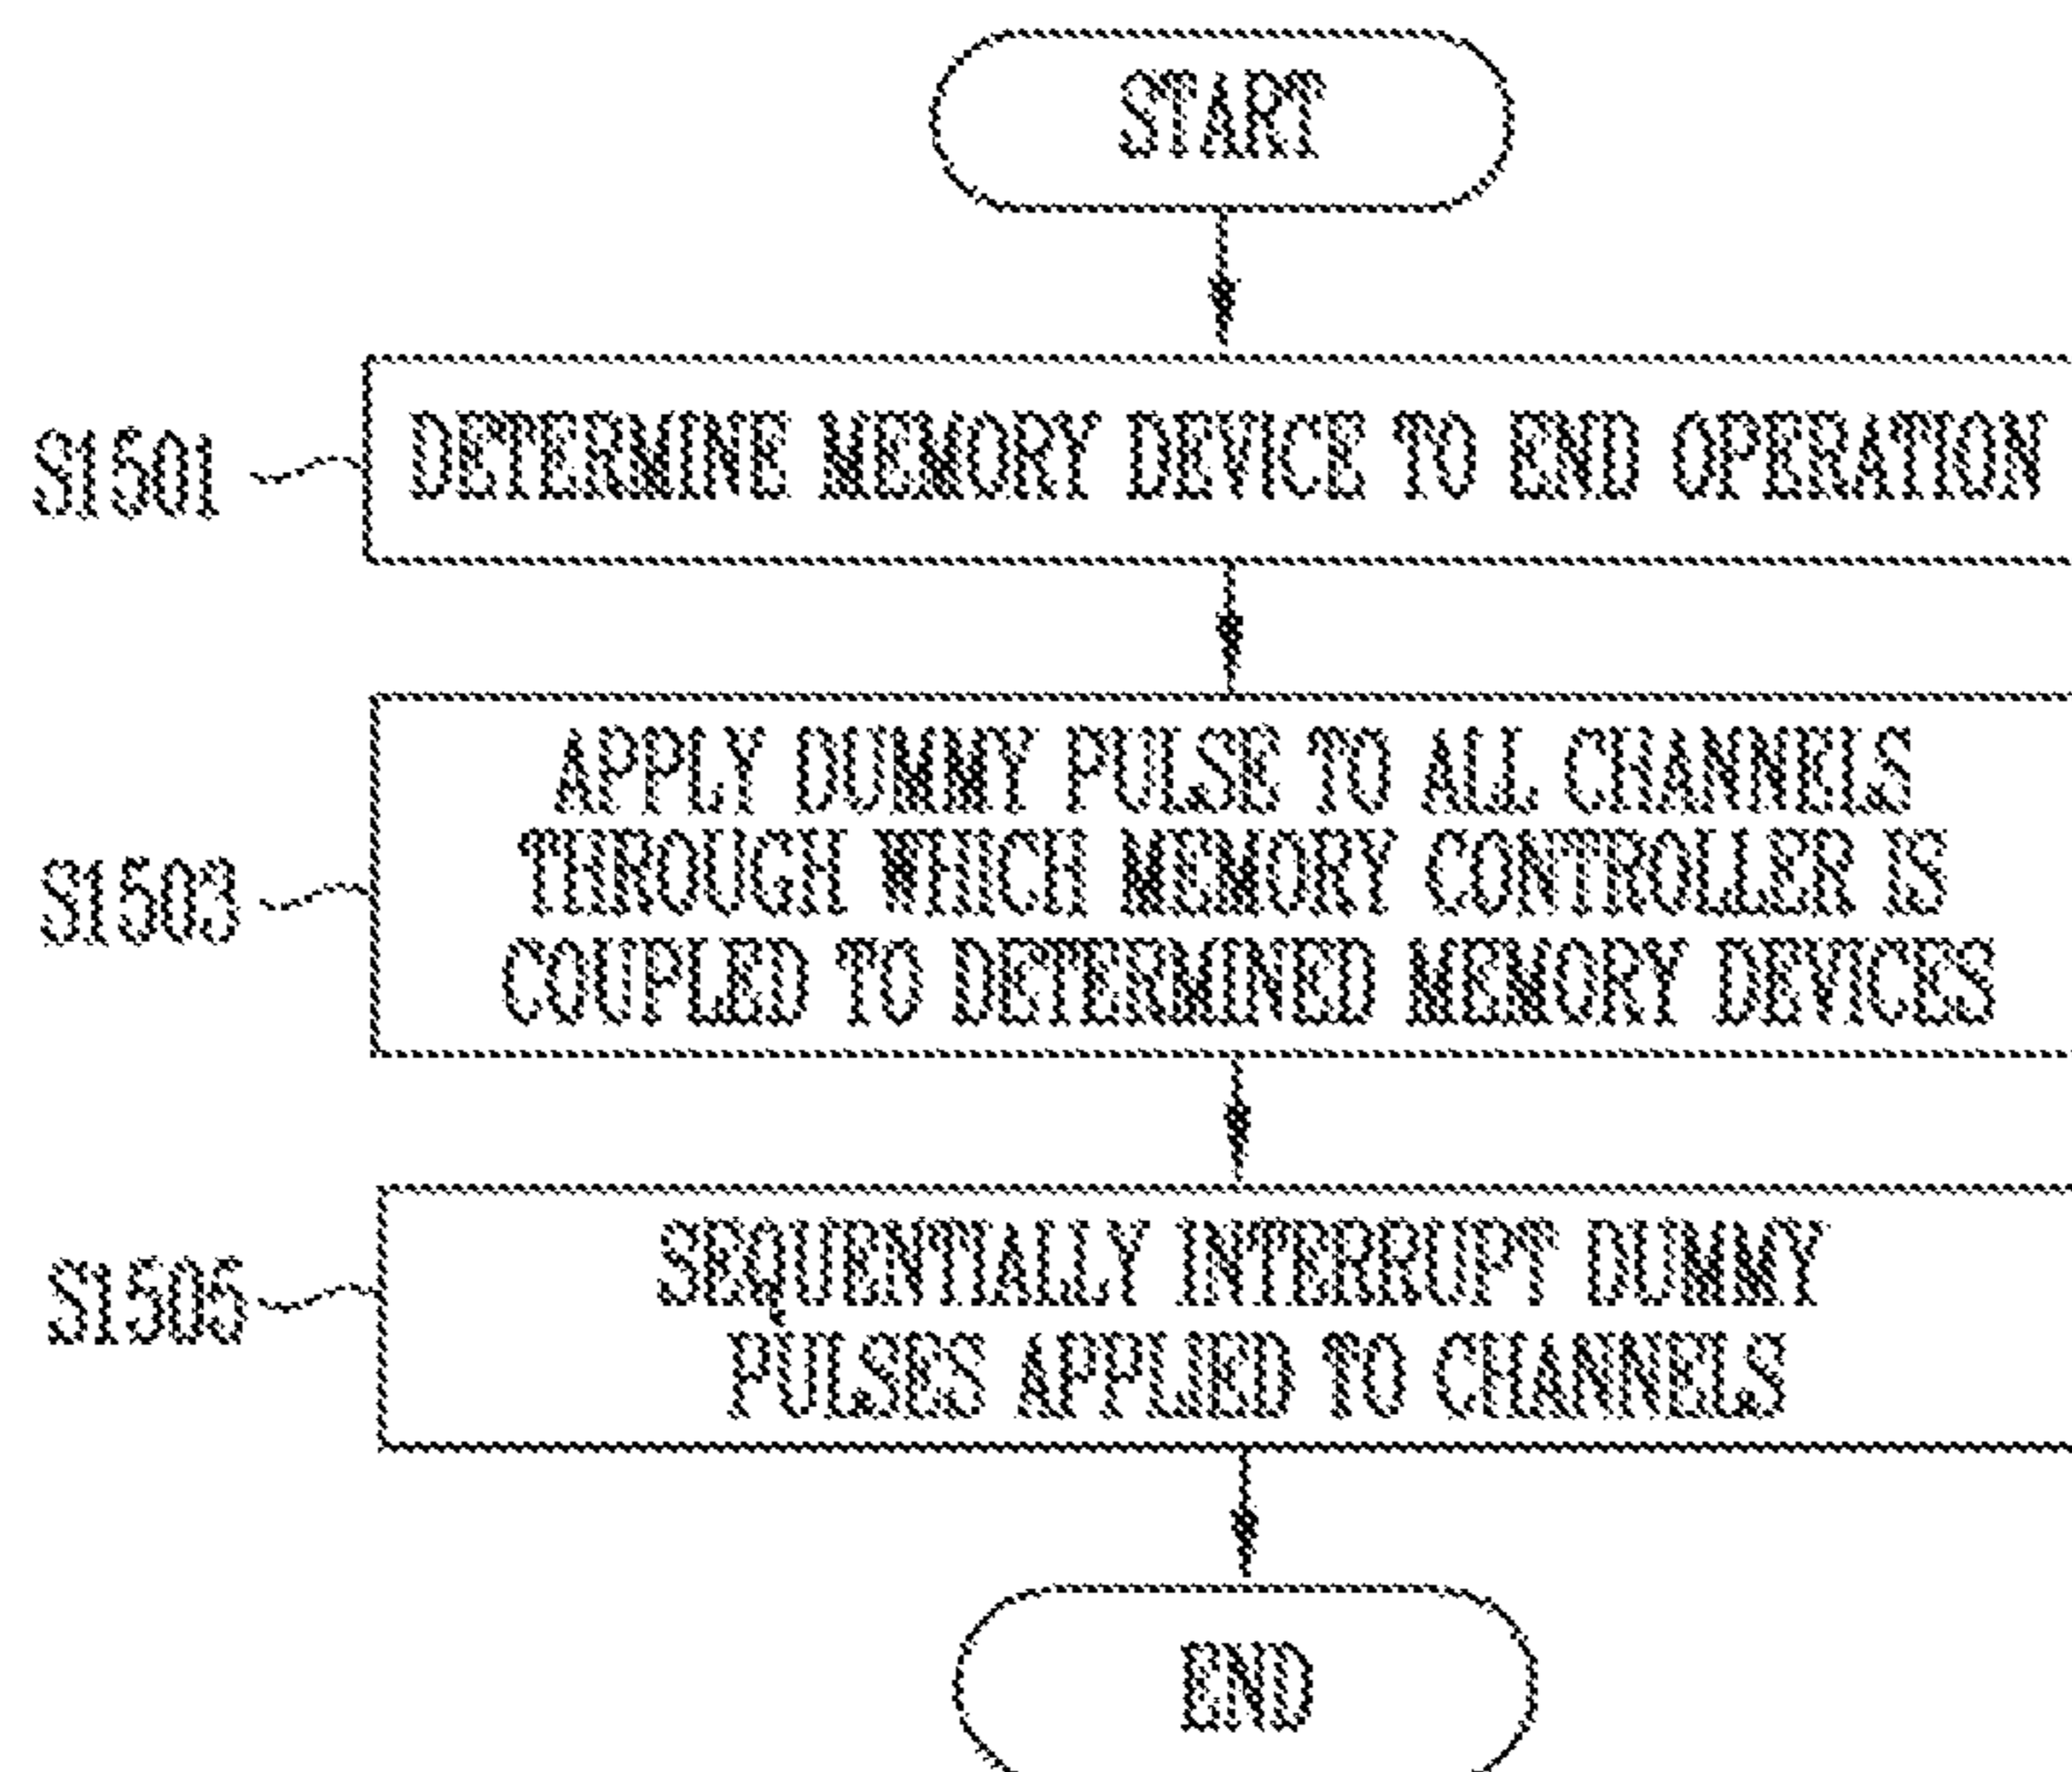 START
S1501
DETERMINE MEMORY DEVICE TO END OPERATION
S1503
APPLY DUMMY PULSE TO ALL CHANNELS
THROUGH WHICH MEMORY CONTROLLER IS
COUPLED TO DETERMINED MEMORY DEVICES
S1505
SEQUENTIALLY INTERRUPT DUMMY
PULSES APPLIED TO CHANNELS
END